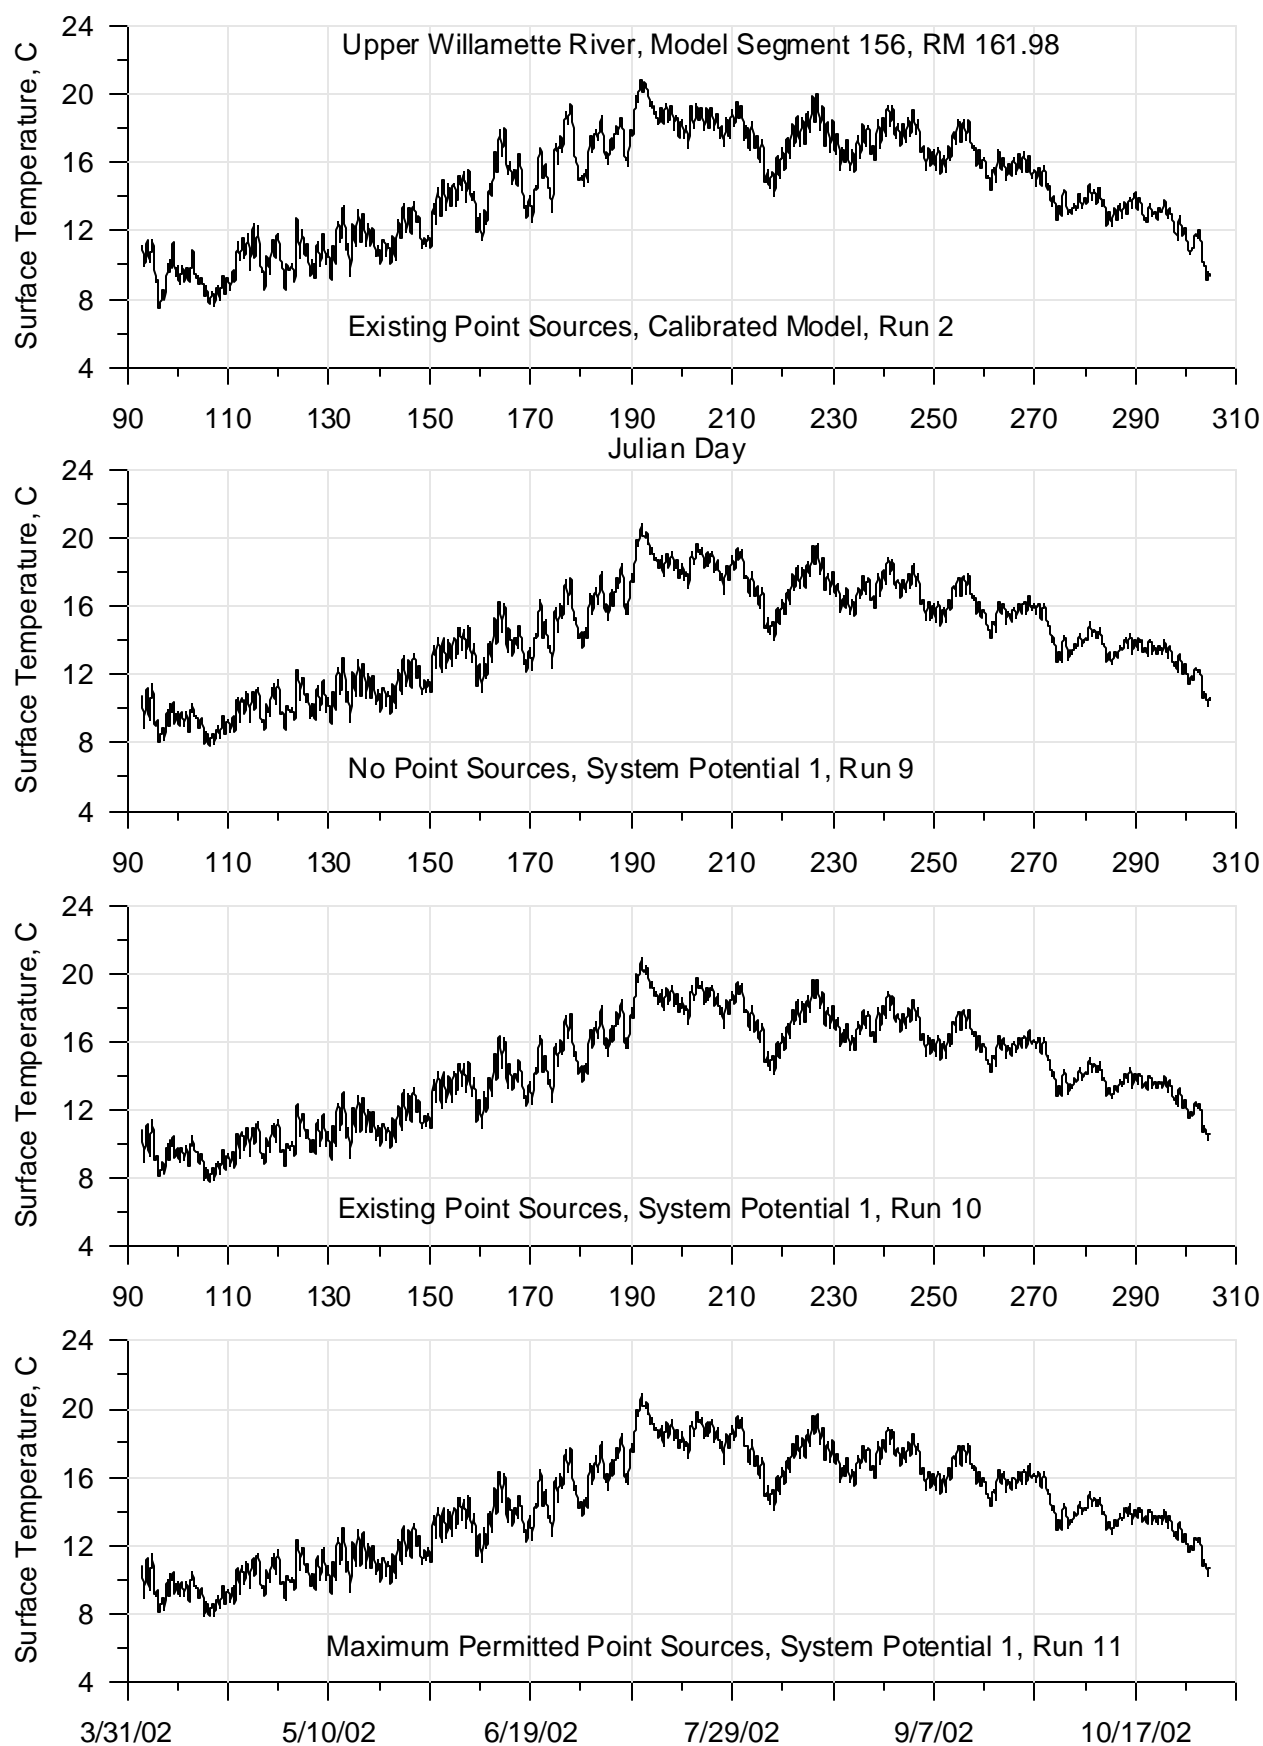 24
Upper Willamette River, Model Segment 156, RM 161.98
20
16
12
8
4
Surface Temperature, C
Existing Point Sources, Calibrated Model, Run 2
90 110 130 150 170 190 210 230 250 270 290 310
Julian Day
24
20
16
12
8
4
Surface Temperature, C
No Point Sources, System Potential 1, Run 9
90 110 130 150 170 190 210 230 250 270 290 310
24
20
16
12
8
4
Surface Temperature, C
Existing Point Sources, System Potential 1, Run 10
90 110 130 150 170 190 210 230 250 270 290 310
24
20
16
12
8
4
Surface Temperature, C
Maximum Permitted Point Sources, System Potential 1, Run 11
3/31/02 5/10/02 6/19/02 7/29/02 9/7/02 10/17/02